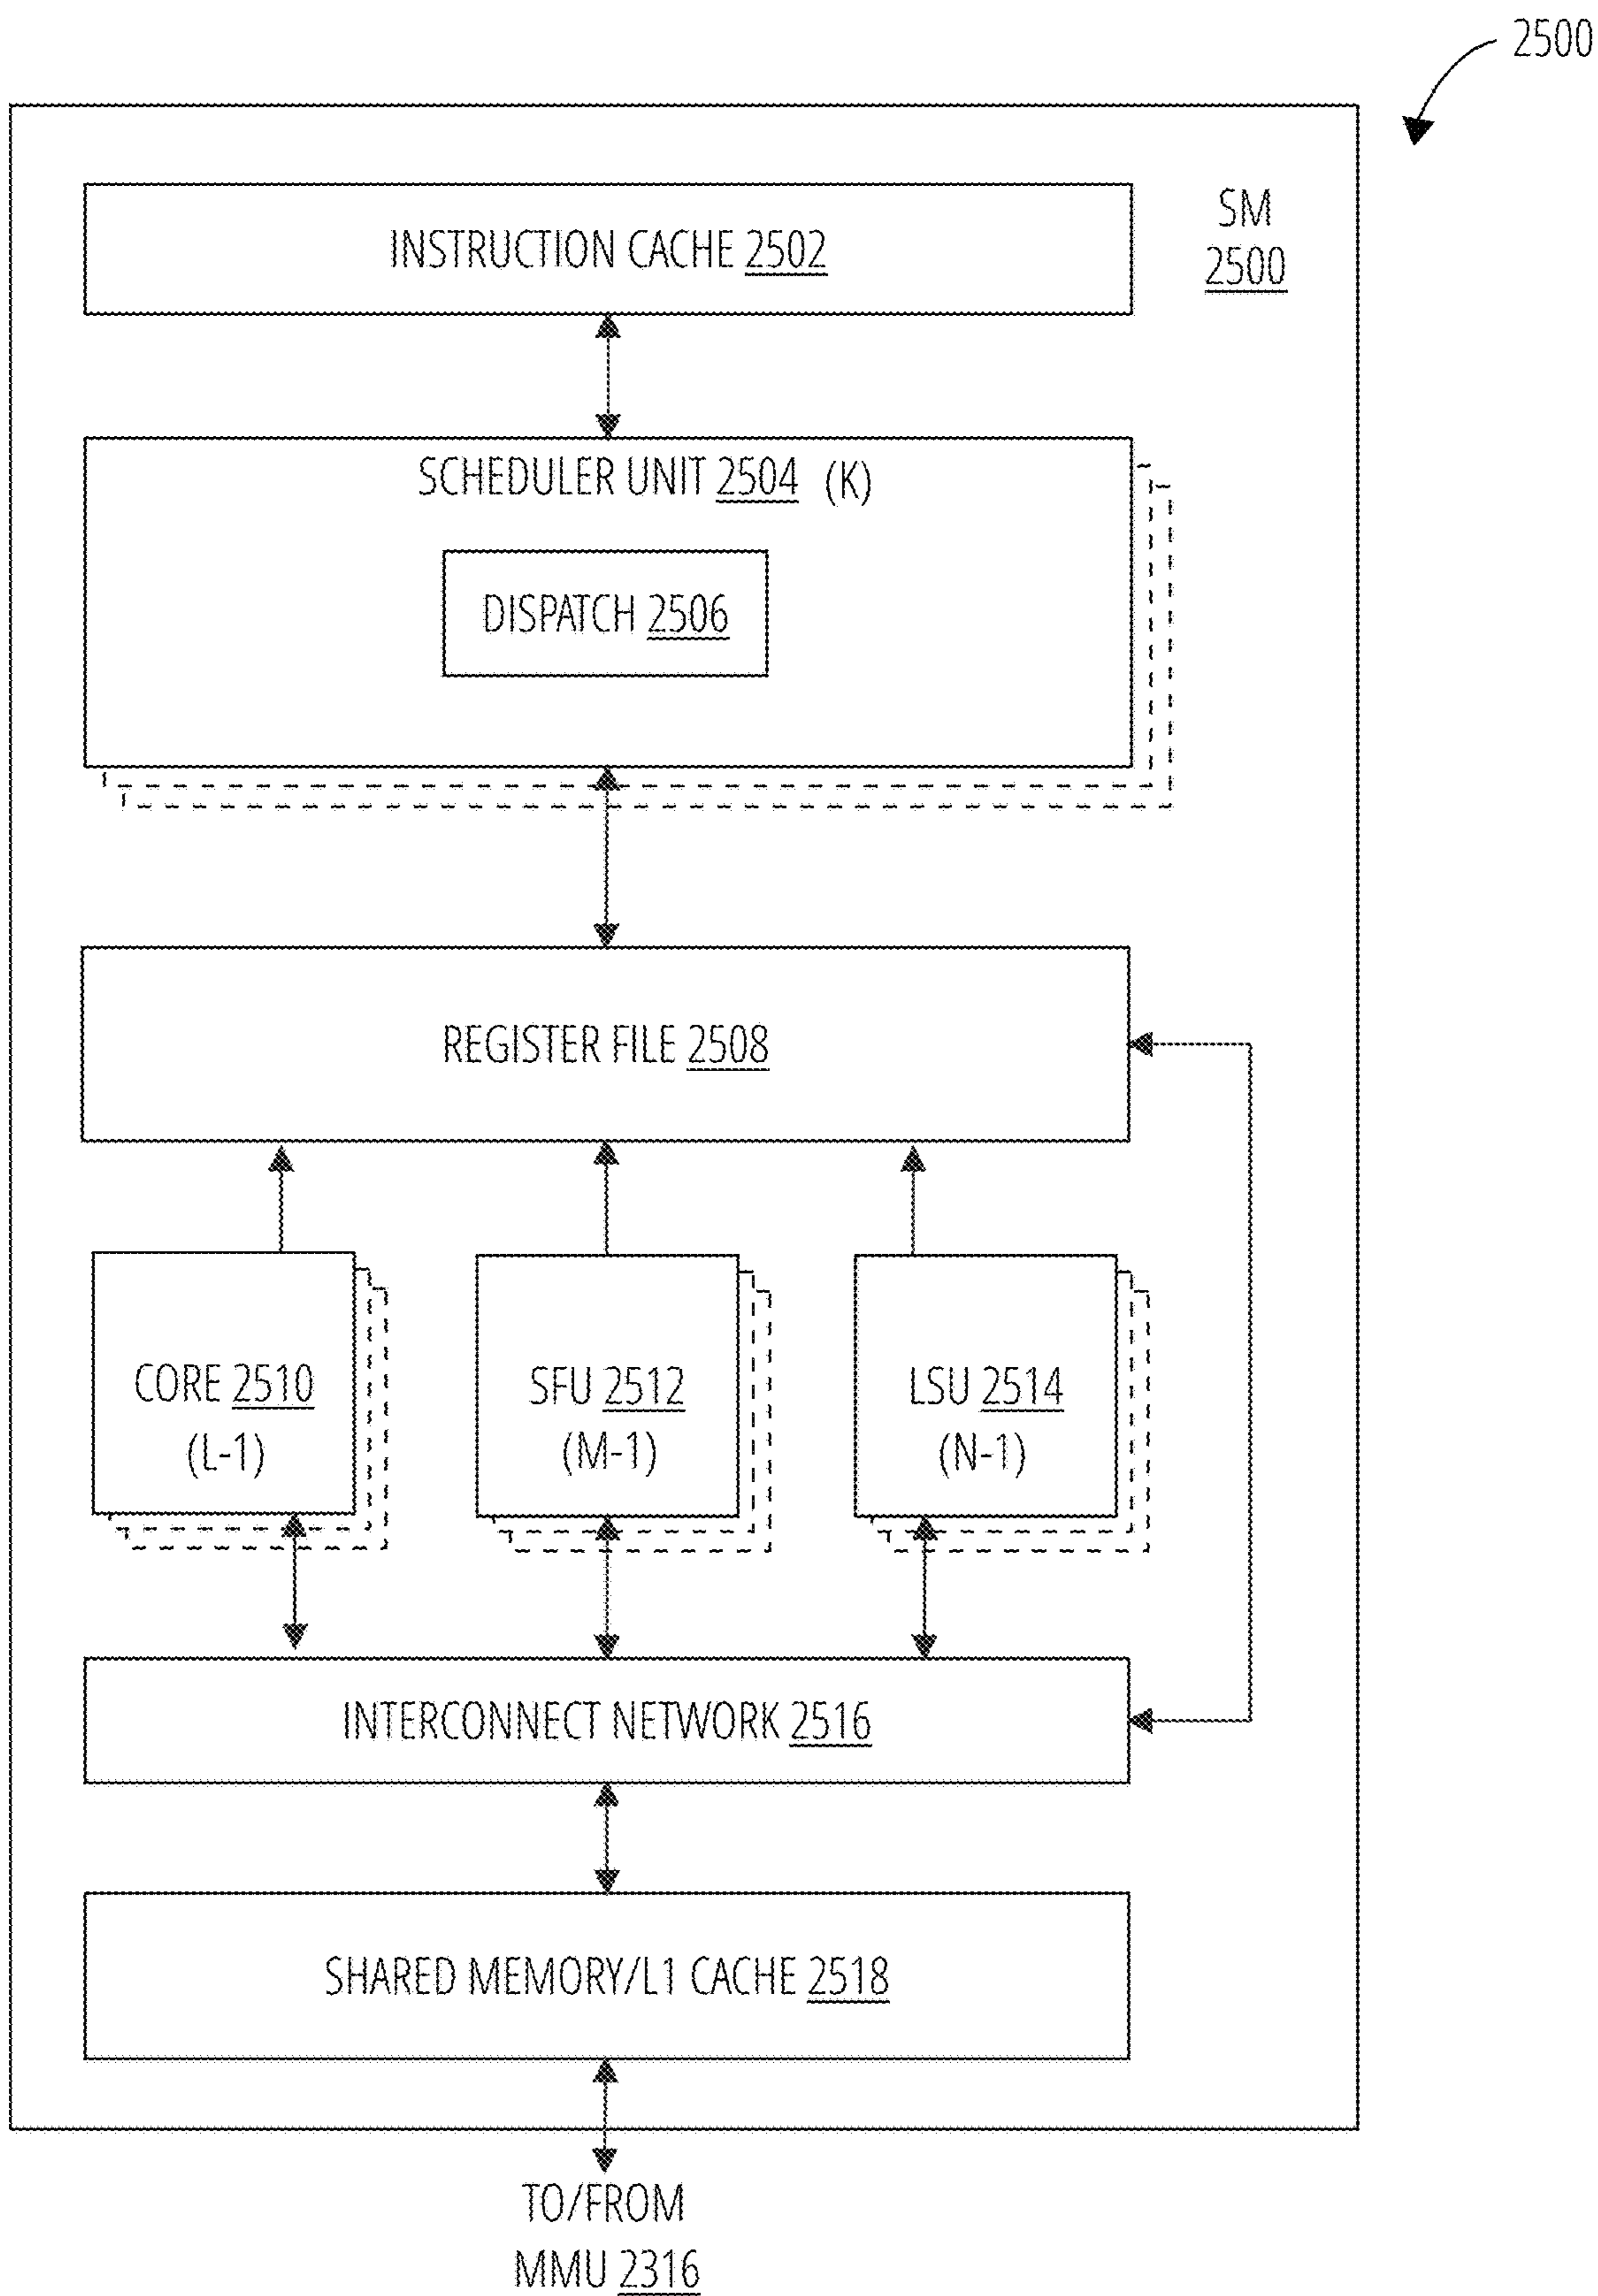 2500
SM
2500
INSTRUCTION CACHE 2502
SCHEDULER UNIT 2504 (K)
DISPATCH 2506
REGISTER FILE 2508
CORE 2510
(L-1)
SFU 2512
(M-1)
LSU 2514
(N-1)
INTERCONNECT NETWORK 2516
SHARED MEMORY/L1 CACHE 2518
TO/FROM
MMU 2316